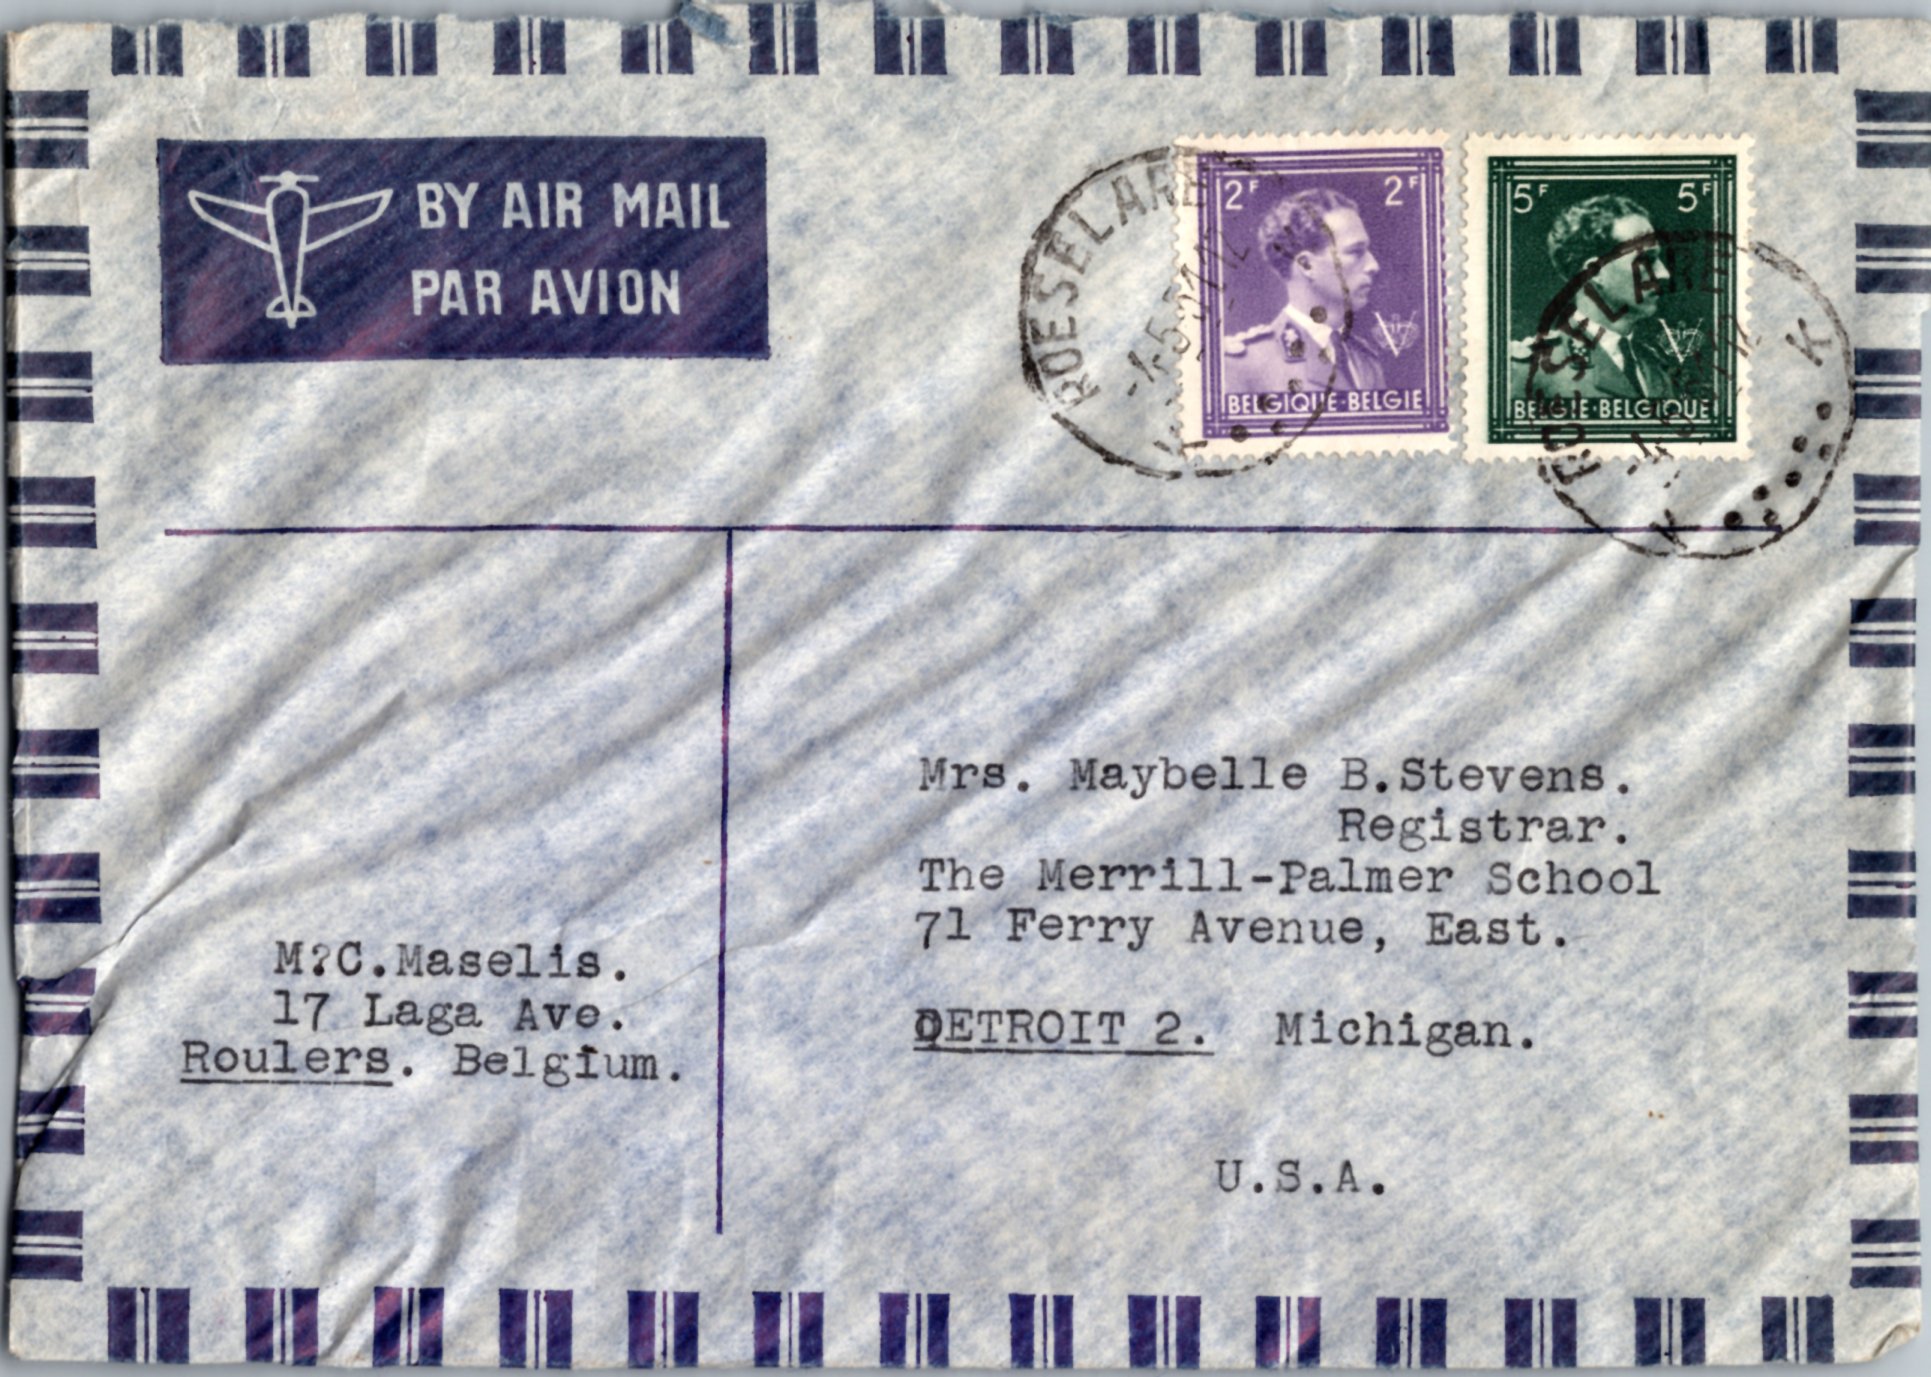 BY AIR MAIL
PAR AVION
ROESELARE
K
2F 2F
BELGIQUE·BELGIE
5F 5F
BELGIE·BELGIQUE
ROESELARE
K K
Mrs. Maybelle B.Stevens.
Registrar.
The Merrill-Palmer School
71 Ferry Avenue, East.
DETROIT 2. Michigan.
U.S.A.
M?C.Maselis.
17 Laga Ave.
Roulers. Belgium.